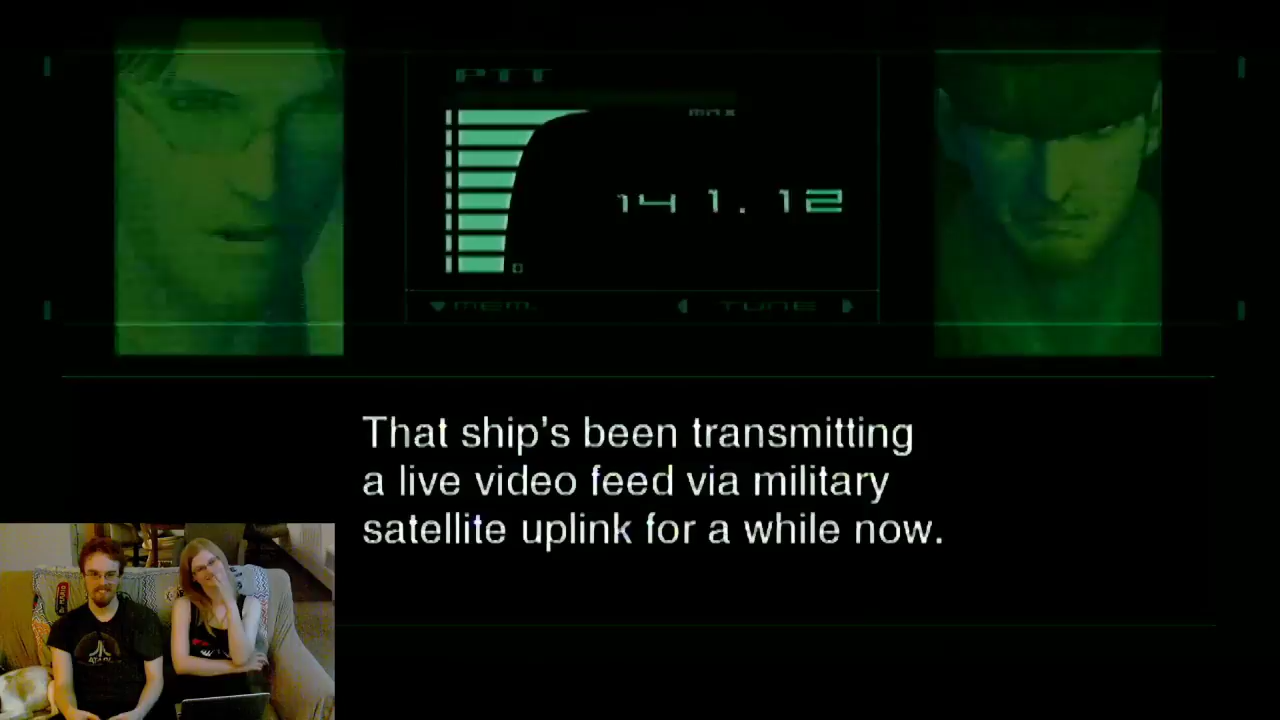 PTT
max
141.12
0
MEM.
TUNE
That ship's been transmitting
a live video feed via military
satellite uplink for a while now.
ATARI